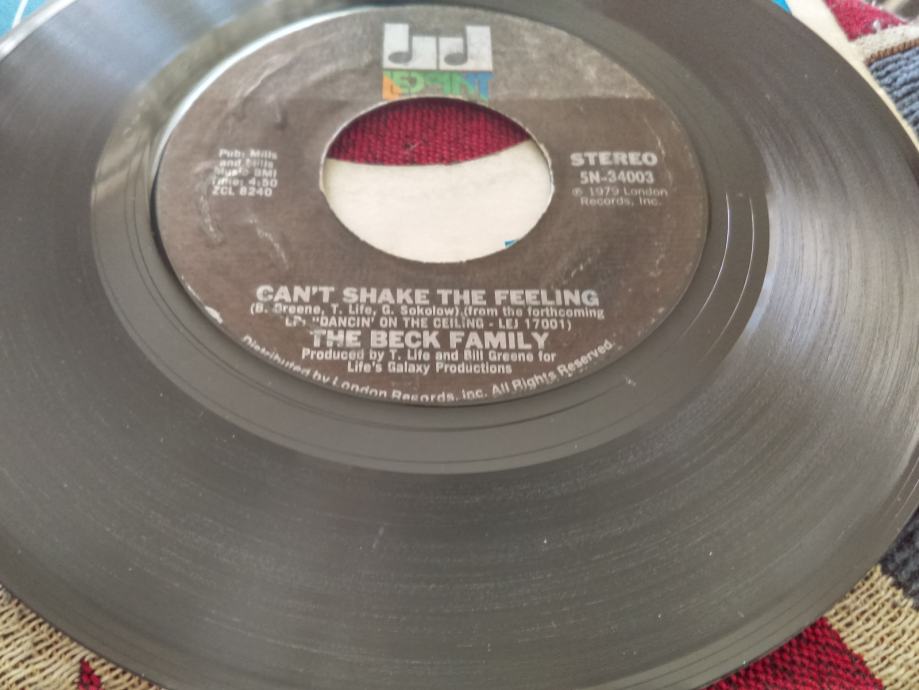 LEJOINT
Pub: Mills
and Mills
Music BMI
Time: 4:50
ZCL 8240
STEREO
5N-34003
℗ 1979 London
Records, Inc.
CAN'T SHAKE THE FEELING
(B. Greene, T. Life, G. Sokolow) (from the forthcoming
LP: "DANCIN' ON THE CEILING - LEJ 17001)
THE BECK FAMILY
Produced by T. Life and Bill Greene for
Life's Galaxy Productions
Distributed by London Records, Inc. All Rights Reserved.